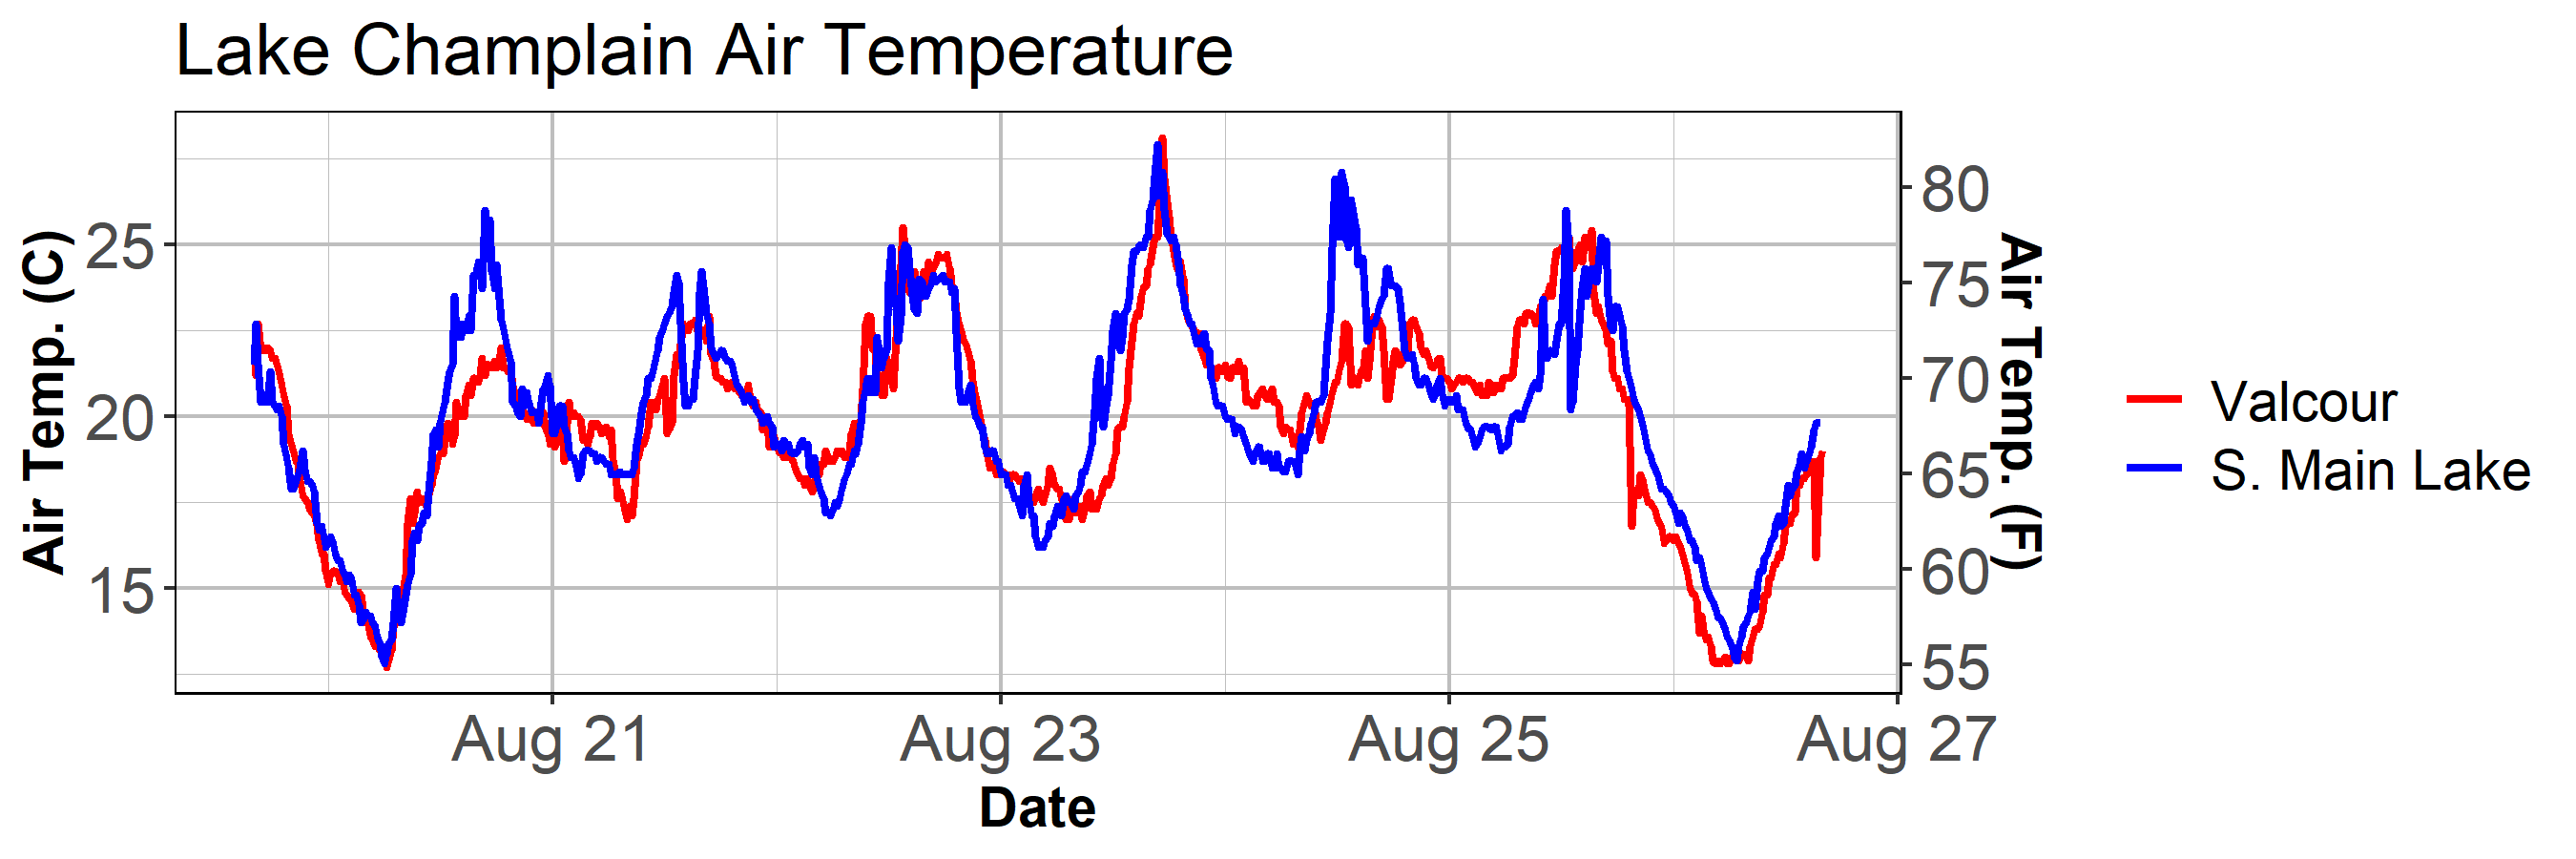 Lake Champlain Air Temperature
Air Temp. (C)
25
20
15
80
75
70
65
60
55
Air Temp. (F)
Aug 21
Aug 23
Aug 25
Aug 27
Date
Valcour
S. Main Lake